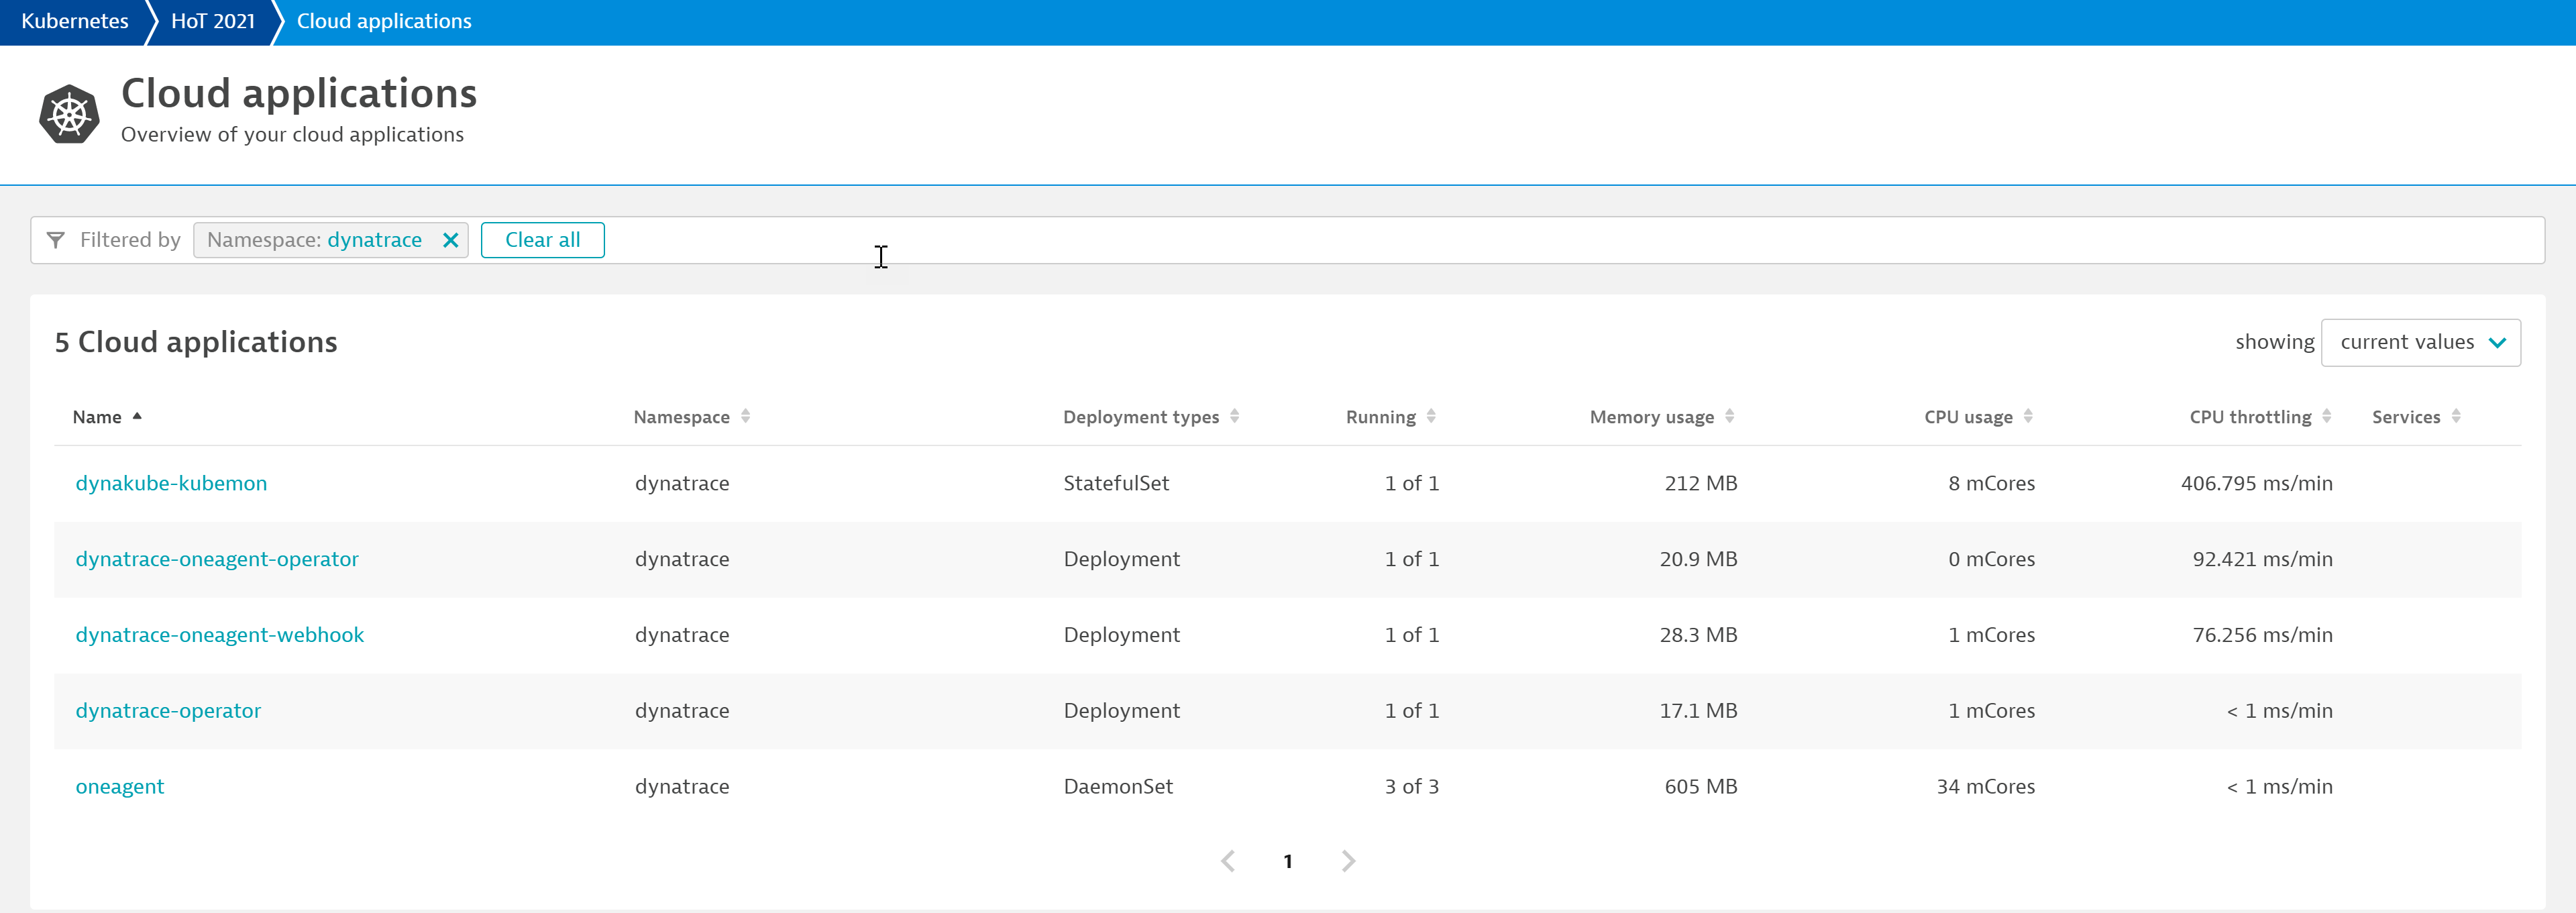 Kubernetes HoT 2021 Cloud applications
Cloud applications
Overview of your cloud applications
Filtered by Namespace: dynatrace Clear all
5 Cloud applications showing current values
Name Namespace Deployment types Running Memory usage CPU usage CPU throttling Services
dynakube-kubemon dynatrace StatefulSet 1 of 1 212 MB 8 mCores 406.795 ms/min
dynatrace-oneagent-operator dynatrace Deployment 1 of 1 20.9 MB 0 mCores 92.421 ms/min
dynatrace-oneagent-webhook dynatrace Deployment 1 of 1 28.3 MB 1 mCores 76.256 ms/min
dynatrace-operator dynatrace Deployment 1 of 1 17.1 MB 1 mCores < 1 ms/min
oneagent dynatrace DaemonSet 3 of 3 605 MB 34 mCores < 1 ms/min
1